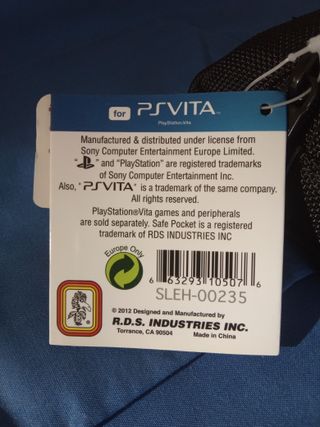 for PSVITA
PlayStation.Vita
Manufactured & distributed under license from
Sony Computer Entertainment Europe Limited.
" " and "PlayStation" are registered trademarks
of Sony Computer Entertainment Inc.
Also, "PSVITA" is a trademark of the same company.
All rights reserved.
PlayStation®Vita games and peripherals
are sold separately. Safe Pocket is a registered
trademark of RDS INDUSTRIES INC
Europe Only
6 63293 10507 6
SLEH-00235
© 2012 Designed and Manufactured by
R.D.S. INDUSTRIES INC.
Torrance, CA 90504 Made in China